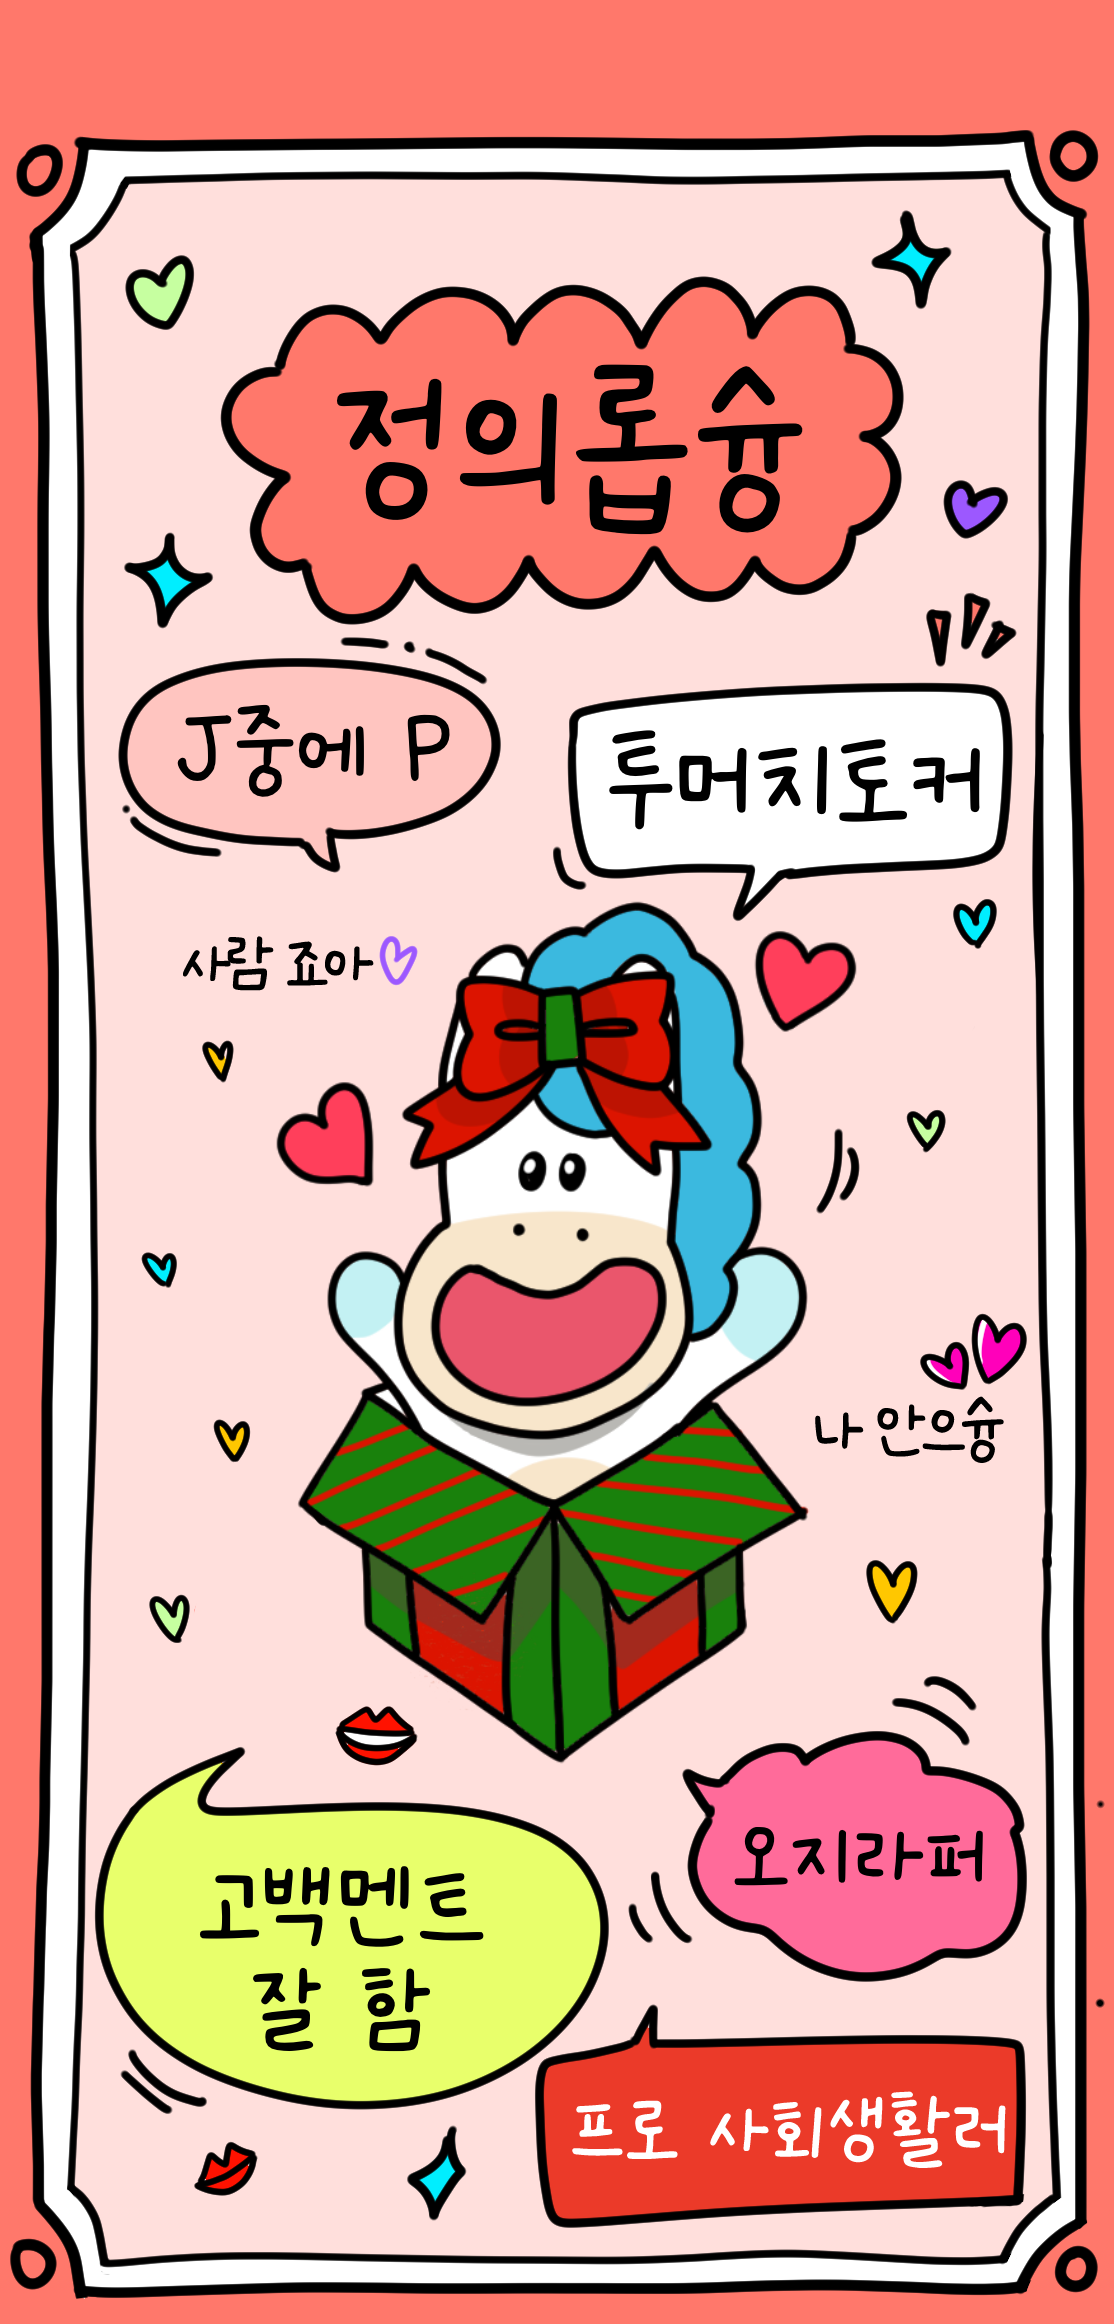 정의롭슝
J중에 P
투머치토커
사람 죠아
나 안으슝
고백멘트
잘 함
오지라퍼
프로 사회생활러